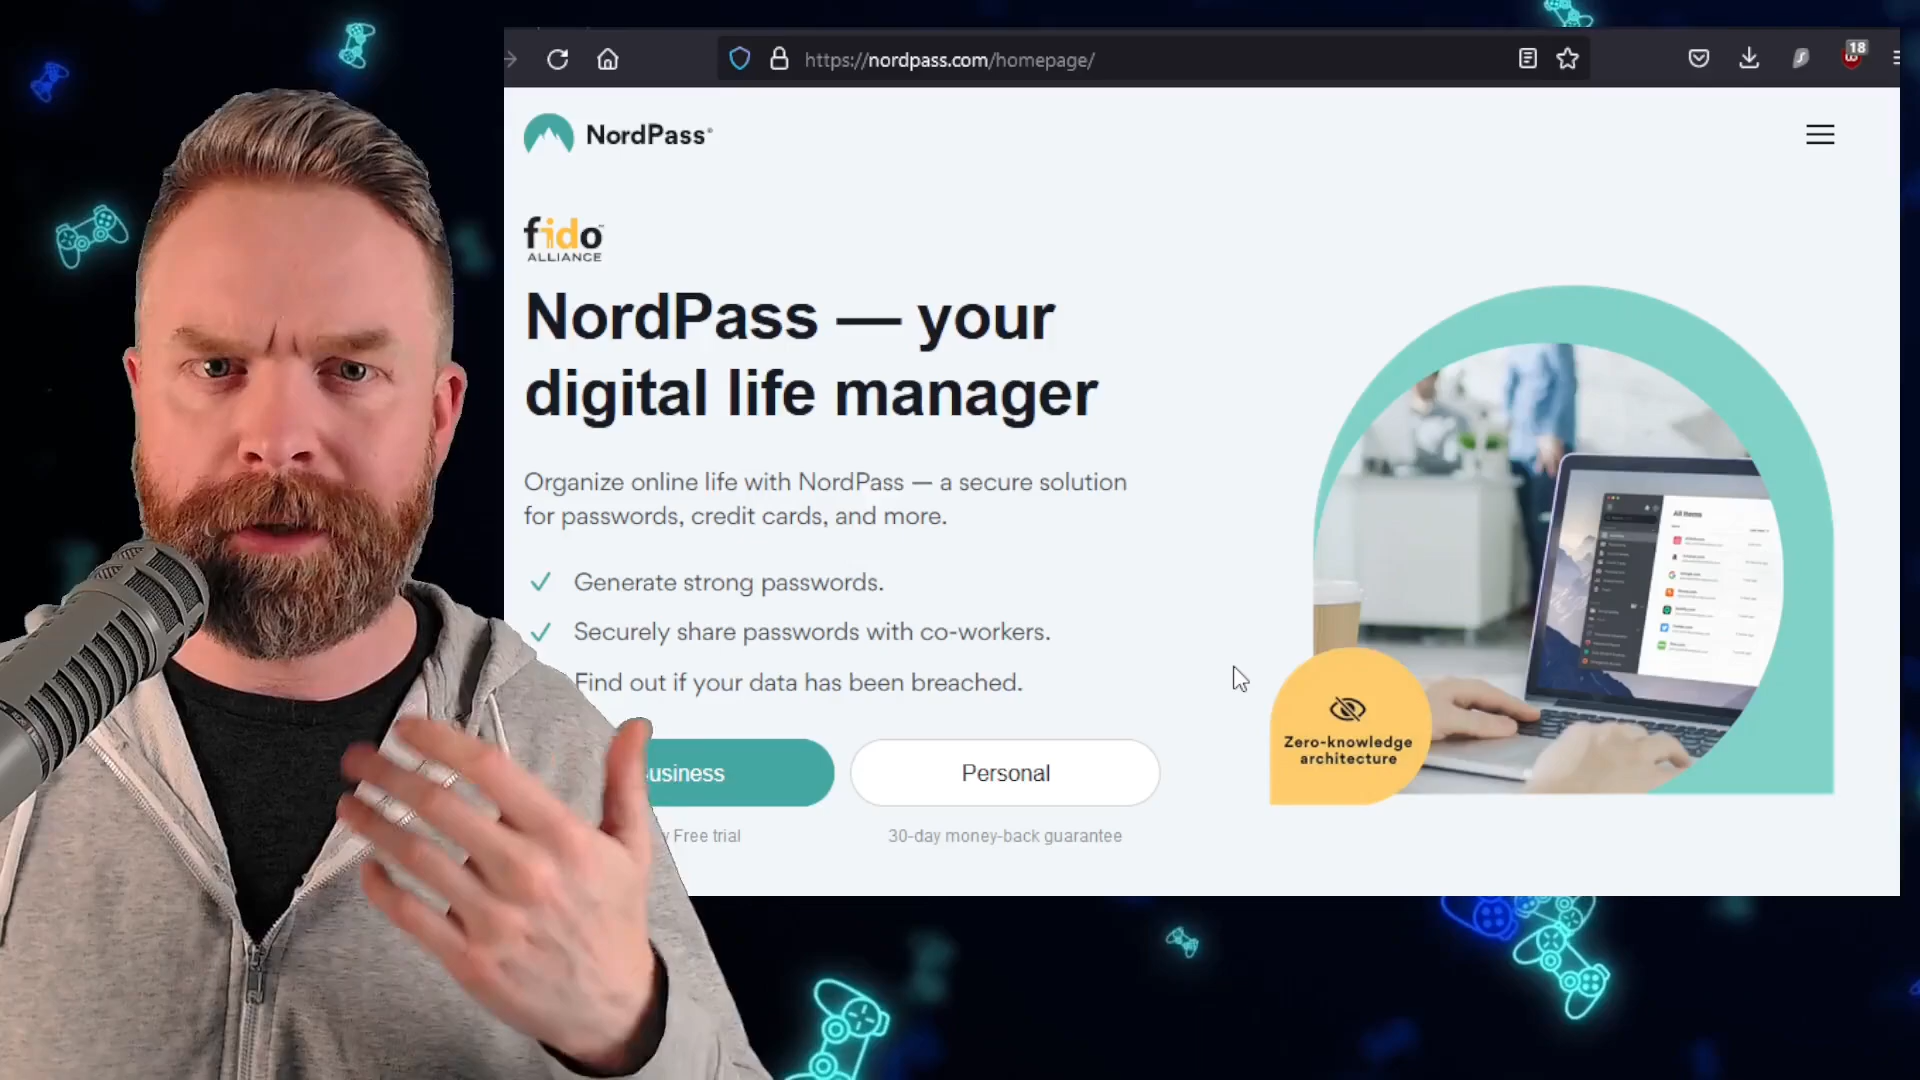 https://nordpass.com/homepage/
18
NordPass®
fido
ALLIANCE
NordPass — your
digital life manager
Organize online life with NordPass — a secure solution
for passwords, credit cards, and more.
Generate strong passwords.
Securely share passwords with co-workers.
Find out if your data has been breached.
usiness
Personal
Free trial
30-day money-back guarantee
All Items
Zero-knowledge
architecture